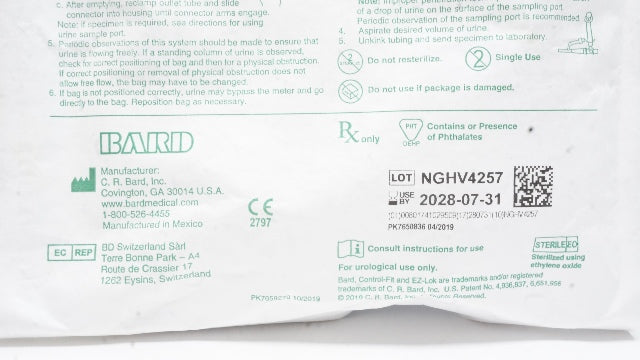 c. After emptying, reclamp outlet tube and slide
connector into housing until connector arms engage.
Note: If specimen is required, see directions for using
urine sample port.
5. Periodic observations of this system should be made to ensure that
urine is flowing freely. If a standing column of urine is observed,
check for correct positioning of bag and then for a physical obstruction.
If correct positioning or removal of physical obstruction does not
allow free flow, the bag may have to be changed.
6. If bag is not positioned correctly, urine may bypass the meter and go
directly to the bag. Reposition bag as necessary.
of a drop of urine on the surface of the sampling port.
Periodic observation of the sampling port is recommended.
4. Aspirate desired volume of urine.
5. Unkink tubing and send specimen to laboratory.
Do not resterilize.
2 Single Use
Do not use if package is damaged.
BARD
Manufacturer:
C. R. Bard, Inc.
Covington, GA 30014 U.S.A.
www.bardmedical.com
1-800-526-4455
Manufactured in Mexico
CE
2797
EC REP
BD Switzerland Sàrl
Terre Bonne Park – A4
Route de Crassier 17
1262 Eysins, Switzerland
PK7659279 10/2019
Rx only
PHT
Contains or Presence
of Phthalates
LOT NGHV4257
USE BY 2028-07-31
PK7650836 04/2019
Consult instructions for use
For urological use only.
Bard, Control-Fit and EZ-Lok are trademarks and/or registered
trademarks of C. R. Bard, Inc. U.S. Patent No. 4,936,837, 6,651,956
© 2019 C. R. Bard, Inc. Reserved.
STERILE EO
Sterilized using
ethylene oxide